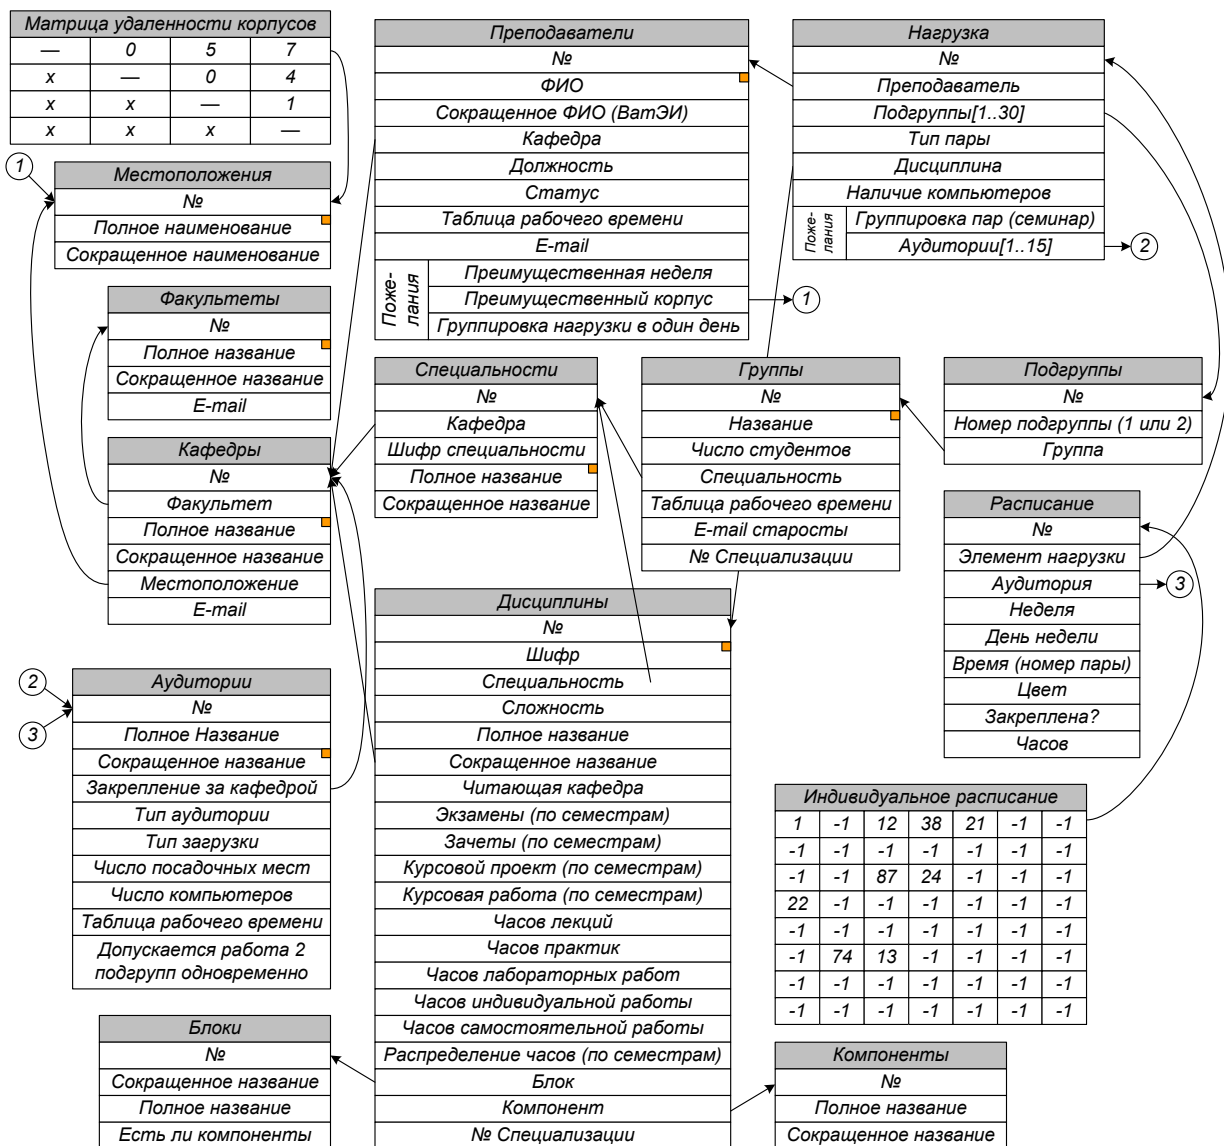 Матрица удаленности корпусов
— 0 5 7
x — 0 4
x x — 1
x x x —
1
Местоположения
№
Полное наименование
Сокращенное наименование
Факультеты
№
Полное название
Сокращенное название
E-mail
Кафедры
№
Факультет
Полное название
Сокращенное название
Местоположение
E-mail
2
3
Аудитории
№
Полное Название
Сокращенное название
Закрепление за кафедрой
Тип аудитории
Тип загрузки
Число посадочных мест
Число компьютеров
Таблица рабочего времени
Допускается работа 2
подгрупп одновременно
Блоки
№
Сокращенное название
Полное название
Есть ли компоненты
Преподаватели
№
ФИО
Сокращенное ФИО (ВатЭИ)
Кафедра
Должность
Статус
Таблица рабочего времени
E-mail
Поже-
лания
Преимущественная неделя
Преимущественный корпус
1
Группировка нагрузки в один день
Специальности
№
Кафедра
Шифр специальности
Полное название
Сокращенное название
Дисциплины
№
Шифр
Специальность
Сложность
Полное название
Сокращенное название
Читающая кафедра
Экзамены (по семестрам)
Зачеты (по семестрам)
Курсовой проект (по семестрам)
Курсовая работа (по семестрам)
Часов лекций
Часов практик
Часов лабораторных работ
Часов индивидуальной работы
Часов самостоятельной работы
Распределение часов (по семестрам)
Блок
Компонент
№ Специализации
Нагрузка
№
Преподаватель
Подгруппы[1..30]
Тип пары
Дисциплина
Наличие компьютеров
Поже-
лания
Группировка пар (семинар)
Аудитории[1..15]
2
Группы
№
Название
Число студентов
Специальность
Таблица рабочего времени
E-mail старосты
№ Специализации
Подгруппы
№
Номер подгруппы (1 или 2)
Группа
Расписание
№
Элемент нагрузки
Аудитория
3
Неделя
День недели
Время (номер пары)
Цвет
Закреплена?
Часов
Индивидуальное расписание
1 -1 12 38 21 -1 -1
-1 -1 -1 -1 -1 -1 -1
-1 -1 87 24 -1 -1 -1
22 -1 -1 -1 -1 -1 -1
-1 -1 -1 -1 -1 -1 -1
-1 74 13 -1 -1 -1 -1
-1 -1 -1 -1 -1 -1 -1
-1 -1 -1 -1 -1 -1 -1
Компоненты
№
Полное название
Сокращенное название